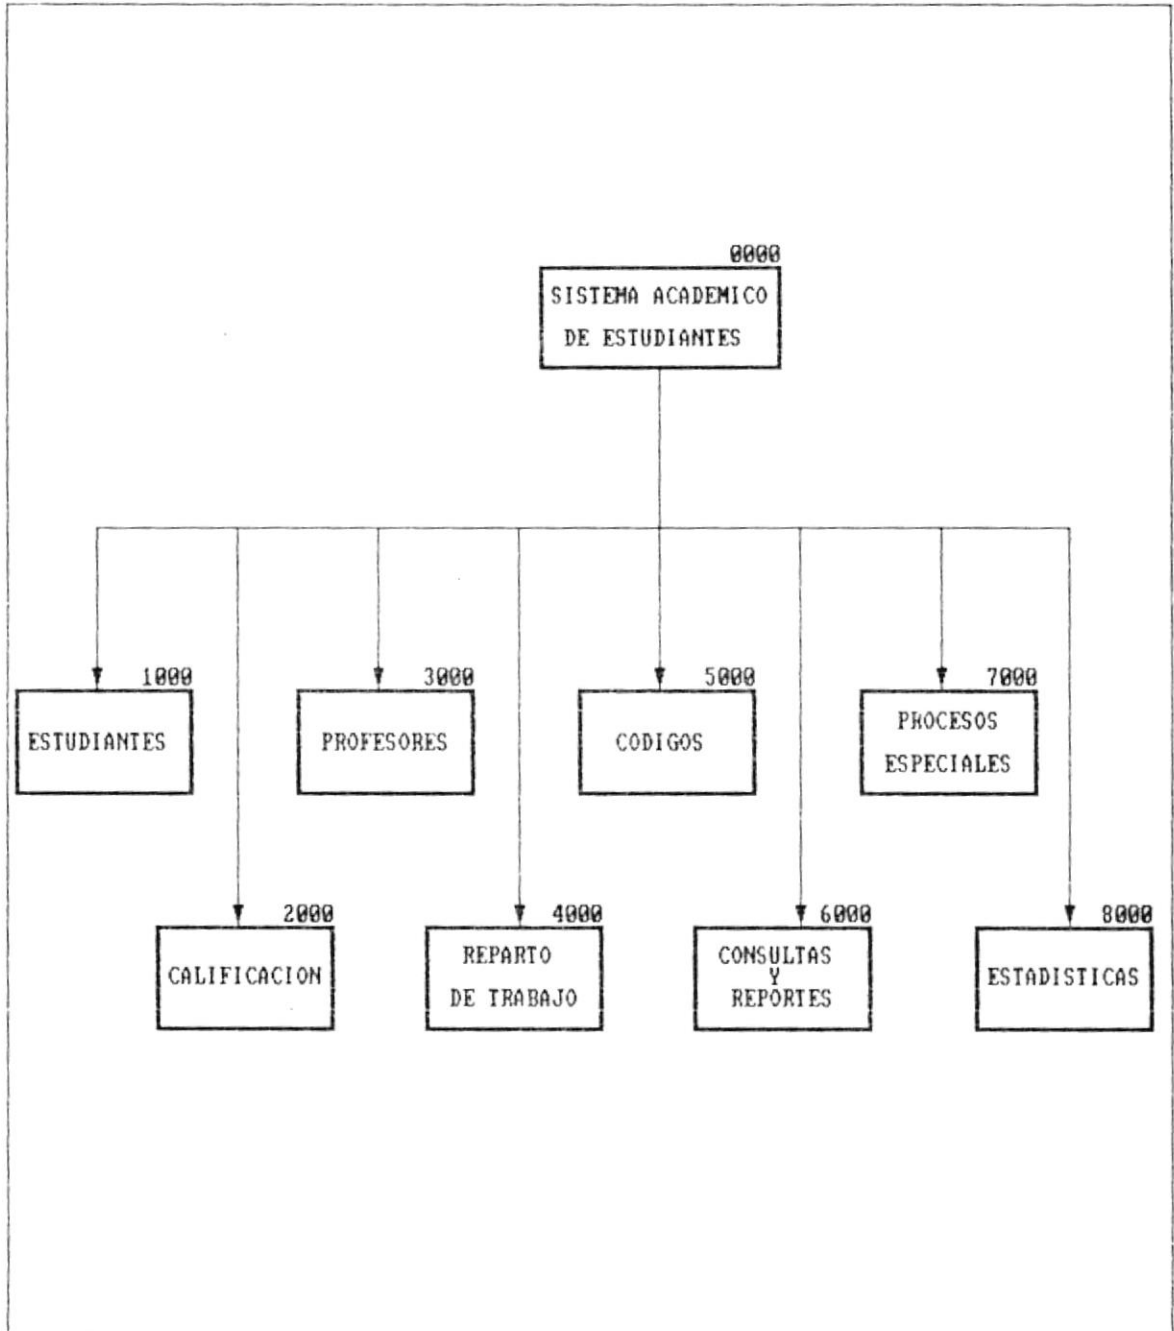 0000
SISTEMA ACADEMICO
DE ESTUDIANTES
1000
ESTUDIANTES
3000
PROFESORES
5000
CODIGOS
7000
PROCESOS
ESPECIALES
2000
CALIFICACION
4000
REPARTO
DE TRABAJO
6000
CONSULTAS
Y
REPORTES
8000
ESTADISTICAS